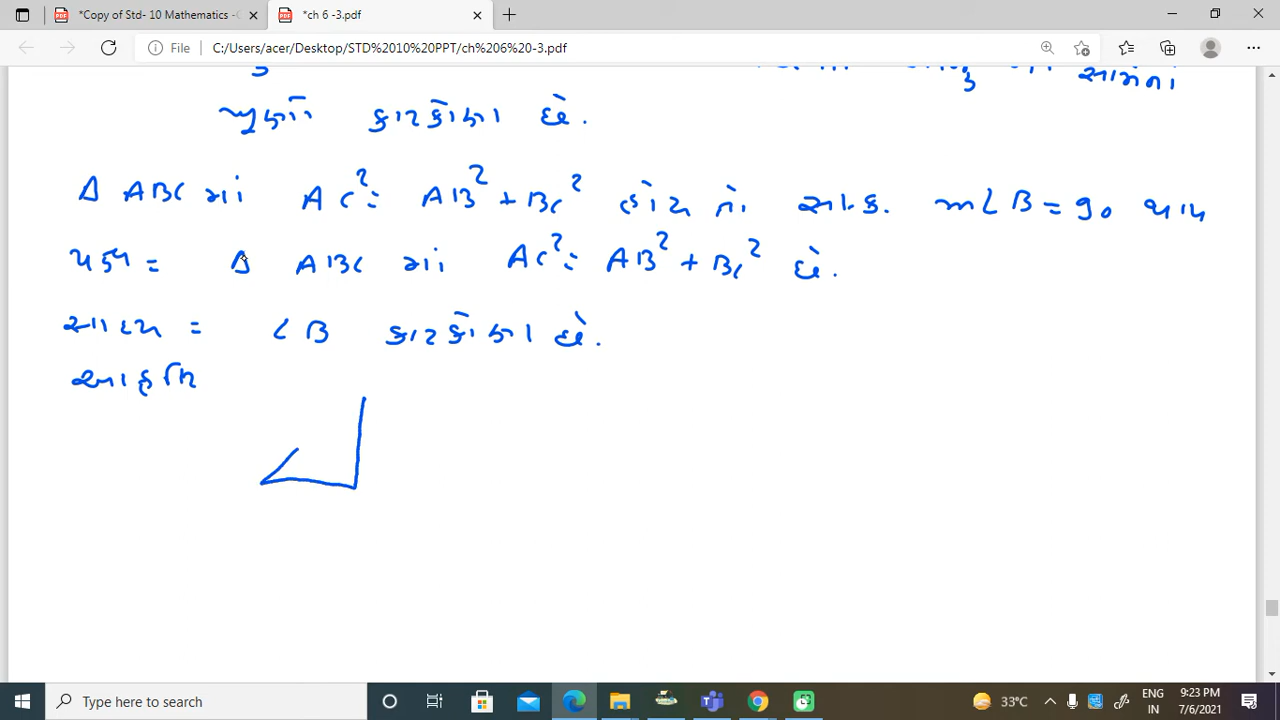 *Copy of Std- 10 Mathematics - 
*ch 6 -3.pdf
File C:/Users/acer/Desktop/STD%2010%20PPT/ch%206%20-3.pdf
ખૂણો કાટકોણ છે.
Δ ABC માં AC²= AB² + BC² હોય તો સા.ક. m∠B = 90 થાય
પક્ષ = Δ ABC માં AC²= AB² + BC² છે.
સાધ્ય = ∠B કાટકોણ છે.
આકૃતિ
Type here to search
33°C
ENG
IN
9:23 PM
7/6/2021